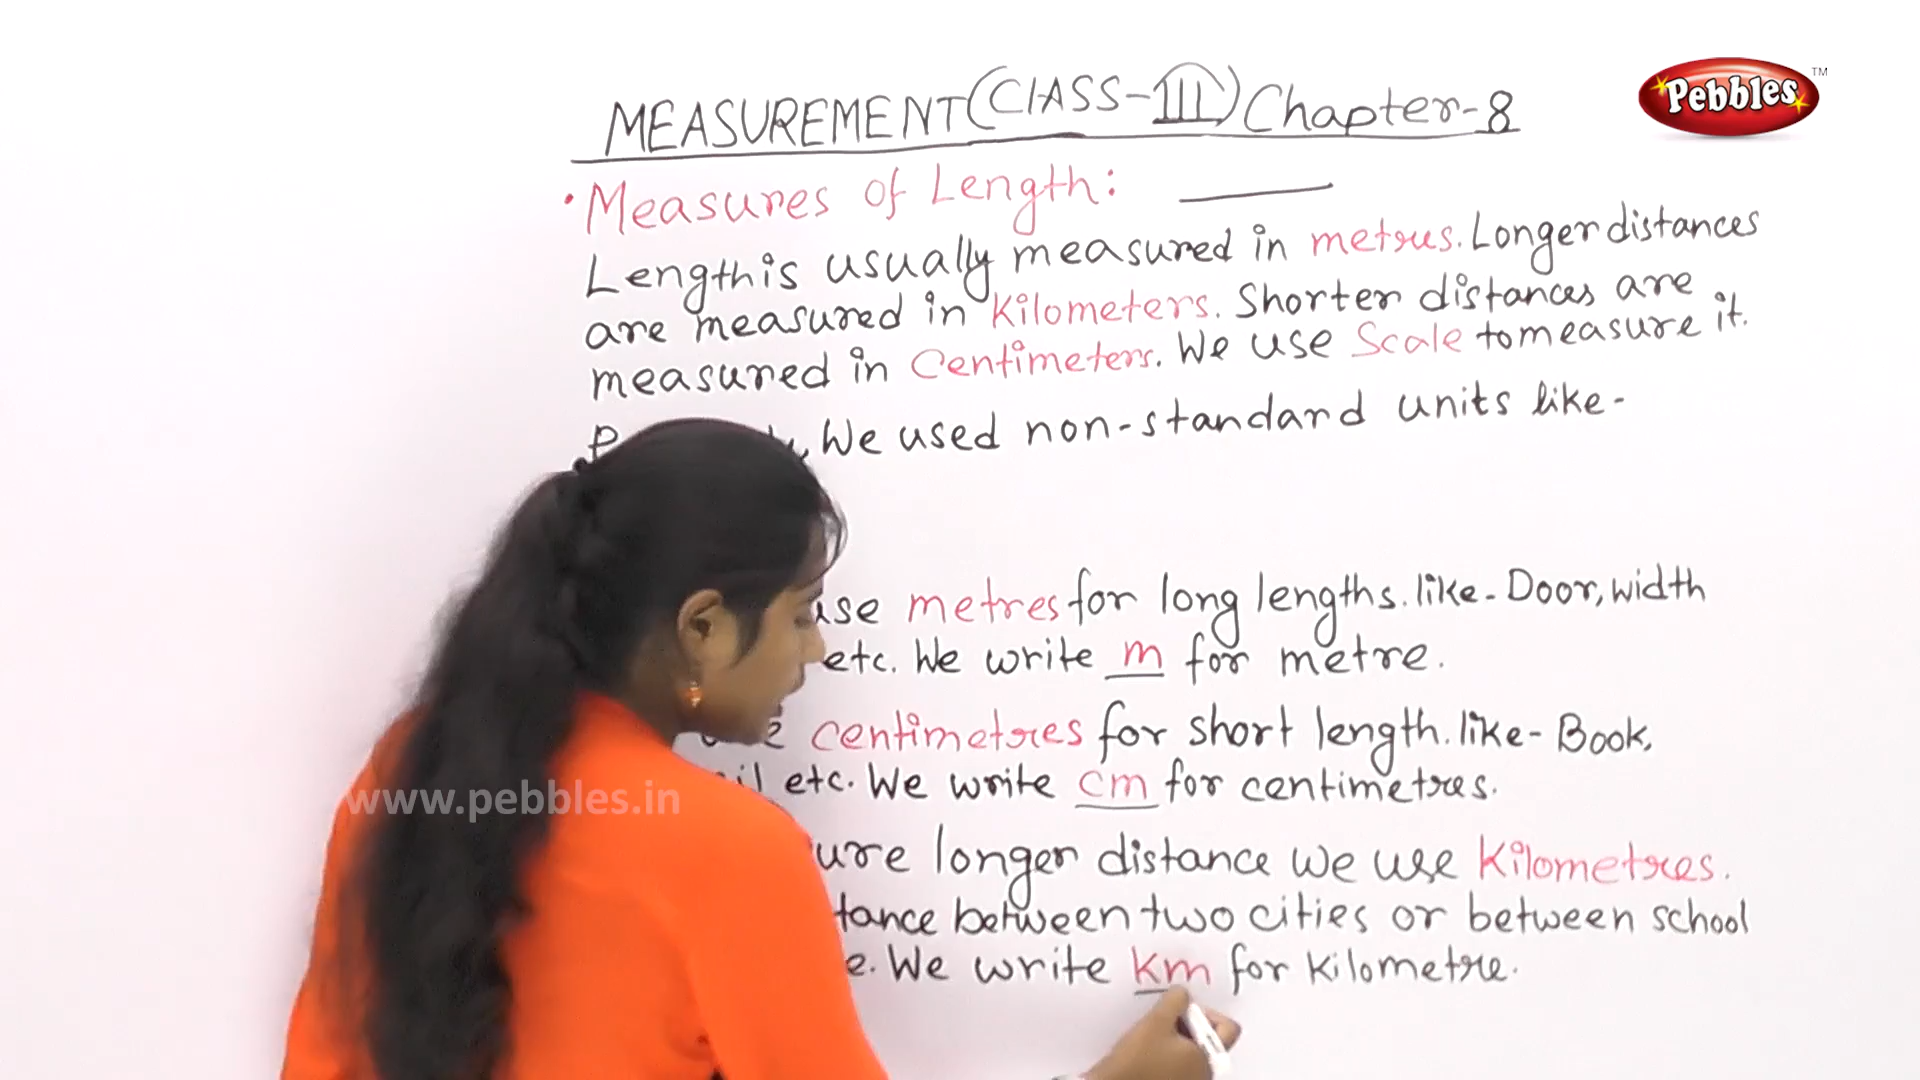 MEASUREMENT (ClASS-III) Chapter-8
Pebbles TM
• Measures of Length:
Length is usually measured in metres. Longer distances
are measured in Kilometers. Shorter distances are
measured in Centimeters. We use Scale to measure it.
We used non-standard units like-
use metres for long lengths. like- Door, width
etc. We write m for metre.
centimetres for short length. like- Book,
etc. We write cm for centimetres.
www.pebbles.in
longer distance we use Kilometres.
between two cities or between school
We write km for kilometre.